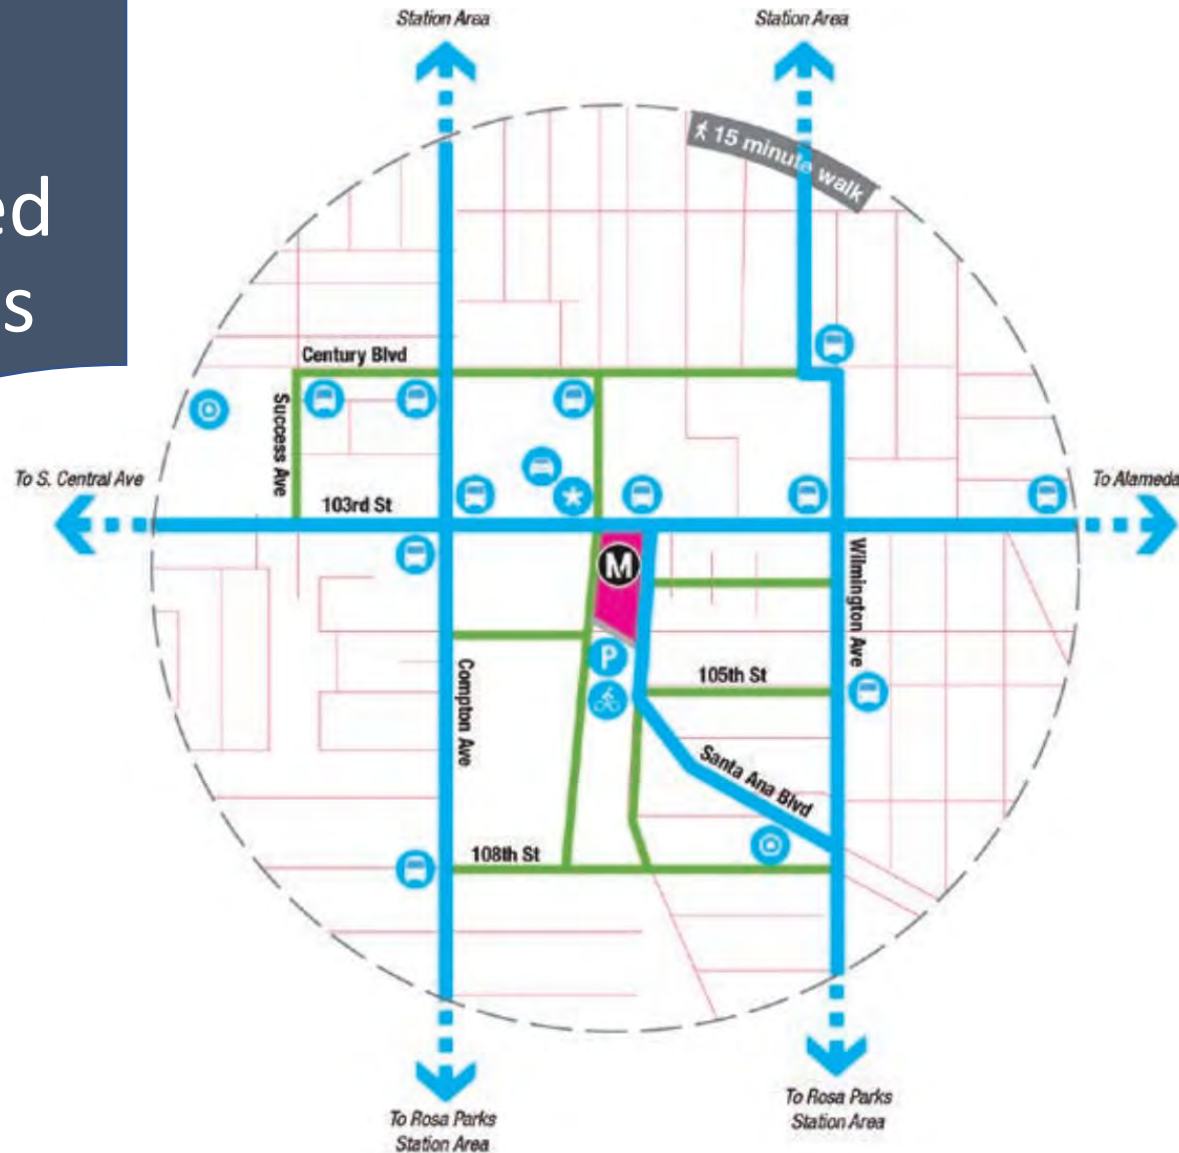 Station Area
Station Area
15 minute walk
s
Century Blvd
Success Ave
To S. Central Ave
To Alameda
103rd St
M
Wilmington Ave
P
105th St
Compton Ave
Santa Ana Blvd
108th St
To Rosa Parks
Station Area
To Rosa Parks
Station Area